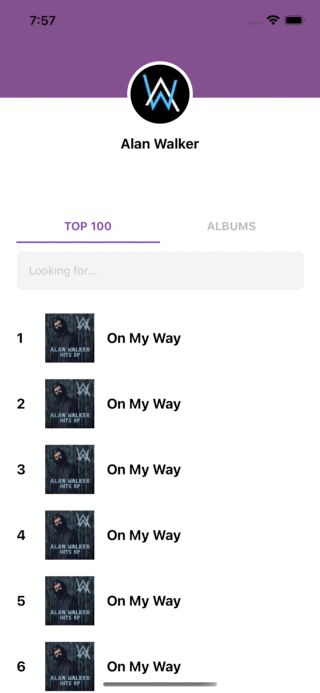 7:57
Alan Walker
TOP 100
ALBUMS
Looking for...
1
ALAN WALKER
HITS EP
On My Way
2
ALAN WALKER
HITS EP
On My Way
3
ALAN WALKER
HITS EP
On My Way
4
ALAN WALKER
HITS EP
On My Way
5
ALAN WALKER
HITS EP
On My Way
6
ALAN WALKER
HITS EP
On My Way